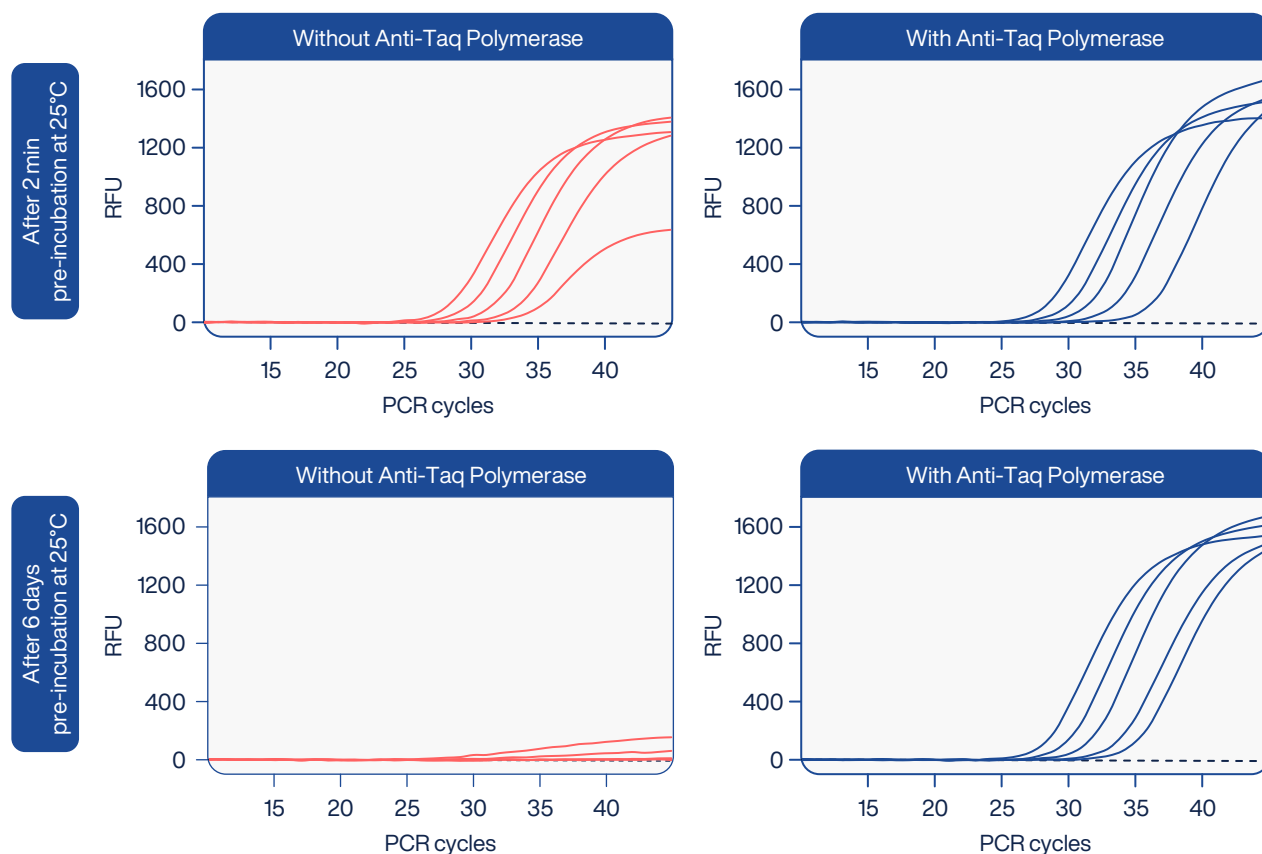 After 2 min
pre-incubation at 25°C
Without Anti-Taq Polymerase
RFU
1600
1200
800
400
0
15 20 25 30 35 40
PCR cycles
With Anti-Taq Polymerase
RFU
1600
1200
800
400
0
15 20 25 30 35 40
PCR cycles
After 6 days
pre-incubation at 25°C
Without Anti-Taq Polymerase
RFU
1600
1200
800
400
0
15 20 25 30 35 40
PCR cycles
With Anti-Taq Polymerase
RFU
1600
1200
800
400
0
15 20 25 30 35 40
PCR cycles